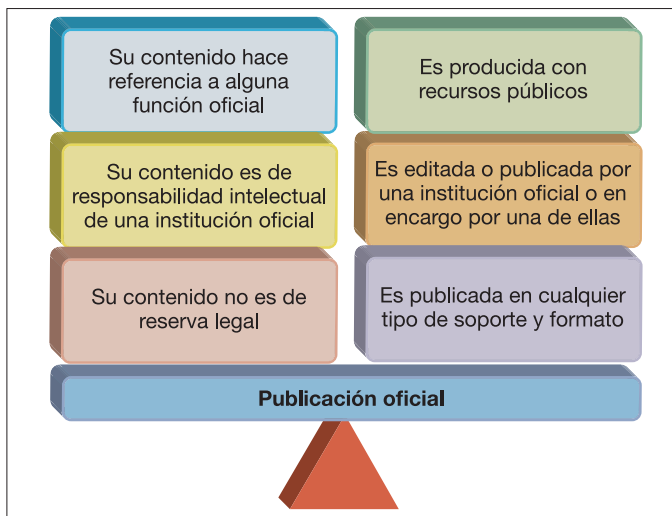 Su contenido hace
referencia a alguna
función oficial
Es producida con
recursos públicos
Su contenido es de
responsabilidad intelectual
de una institución oficial
Es editada o publicada por
una institución oficial o en
encargo por una de ellas
Su contenido no es de
reserva legal
Es publicada en cualquier
tipo de soporte y formato
Publicación oficial